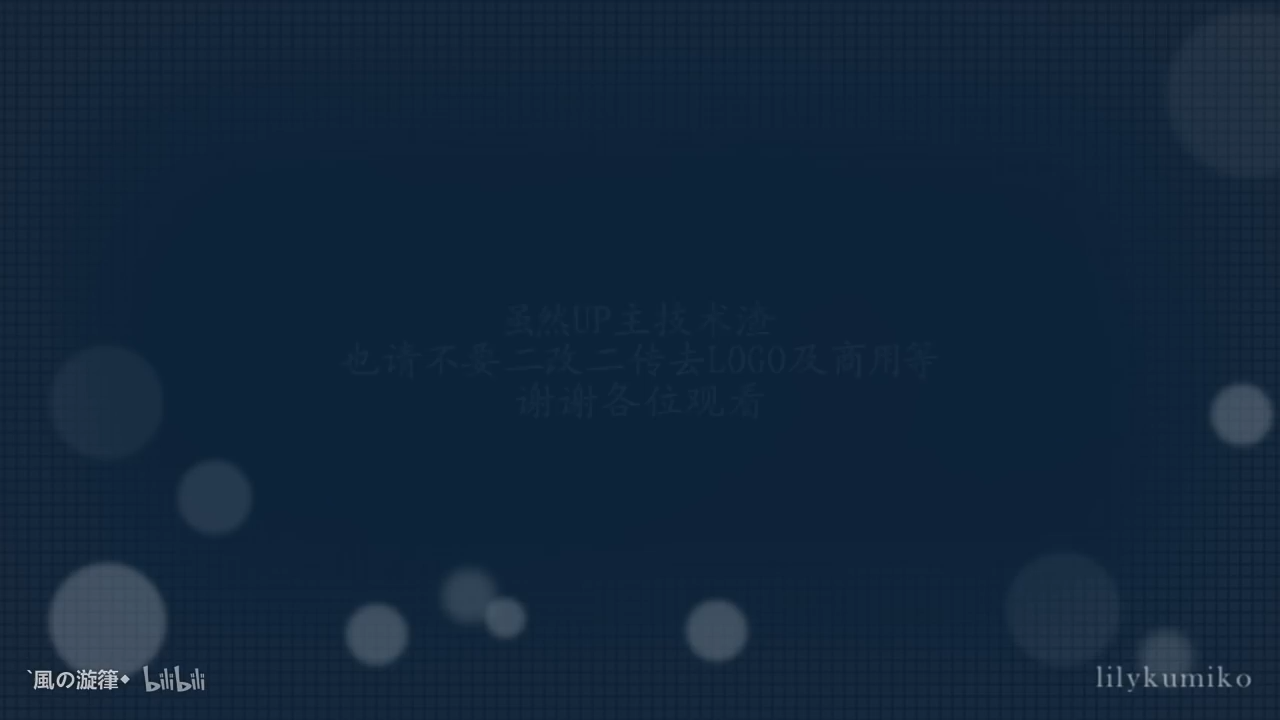 虽然UP主技术渣
也请不要二改二传去LOGO及商用等
谢谢各位观看
`風の漩葎◆ bilibili
lilykumiko